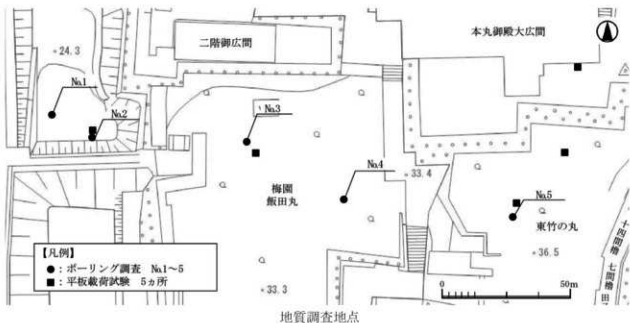 二階御広間
本丸御殿大広間
24.3
No.1
No.2
No.3
No.4
33.4
梅園
飯田丸
No.5
東竹の丸
36.5
33.3
十四間櫓
七間櫓
田
【凡例】
●：ボーリング調査 No.1～5
■：平板載荷試験 5ヵ所
0 50m
地質調査地点